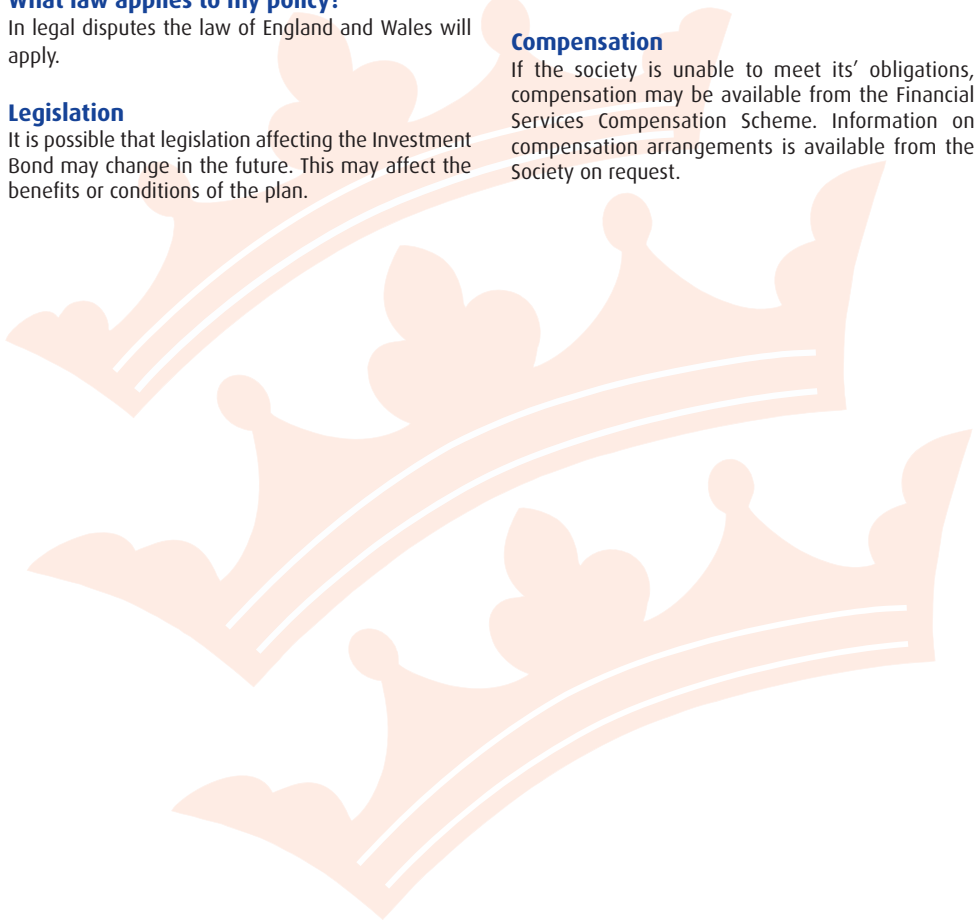 What law applies to my policy?
In legal disputes the law of England and Wales will
apply.
Legislation
It is possible that legislation affecting the Investment
Bond may change in the future. This may affect the
benefits or conditions of the plan.
Compensation
If the society is unable to meet its’ obligations,
compensation may be available from the Financial
Services Compensation Scheme. Information on
compensation arrangements is available from the
Society on request.